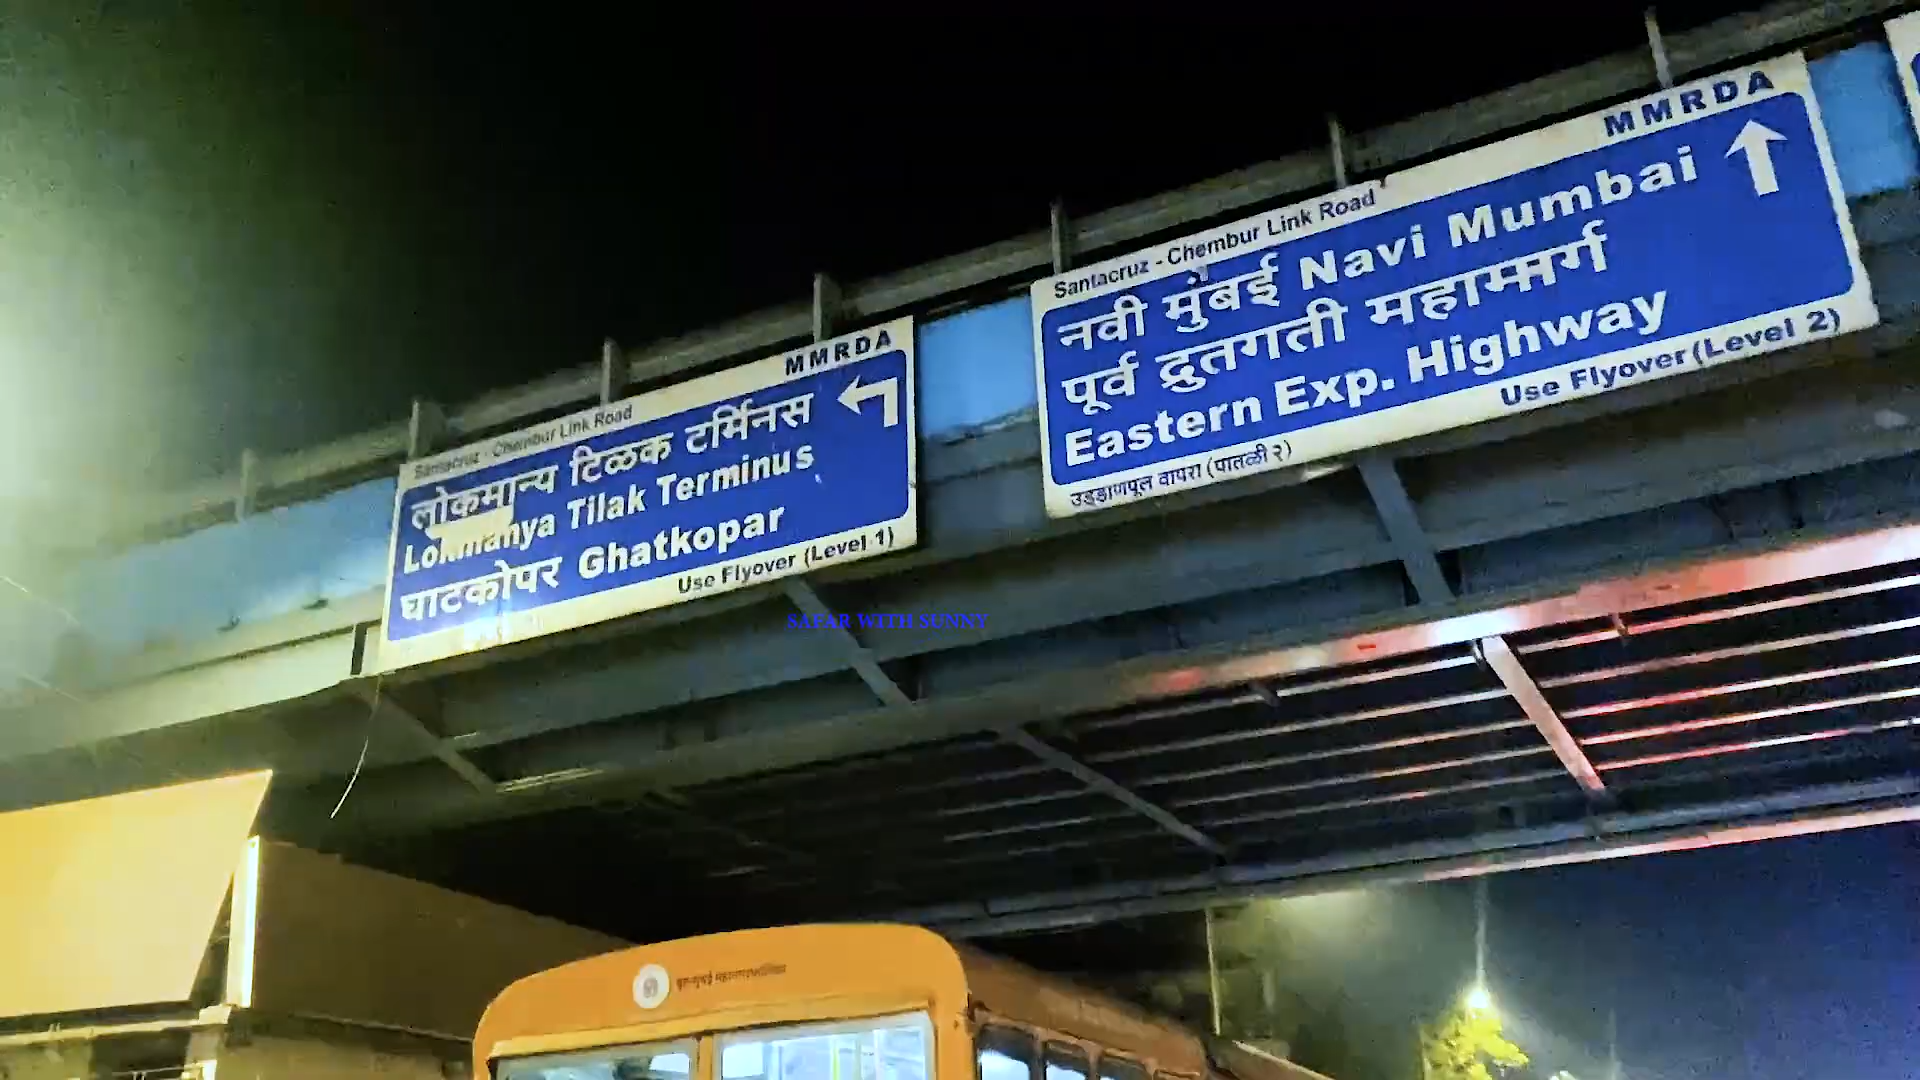 MMRDA
Santacruz - Chembur Link Road
लोकमान्य टिळक टर्मिनस
Lokmanya Tilak Terminus
घाटकोपर Ghatkopar
Use Flyover (Level 1)
MMRDA
Santacruz - Chembur Link Road
नवी मुंबई Navi Mumbai
पूर्व द्रुतगती महामार्ग
Eastern Exp. Highway
Use Flyover (Level 2)
उड्डाणपूल वापरा (पातळी २)
SAFAR WITH SUNNY